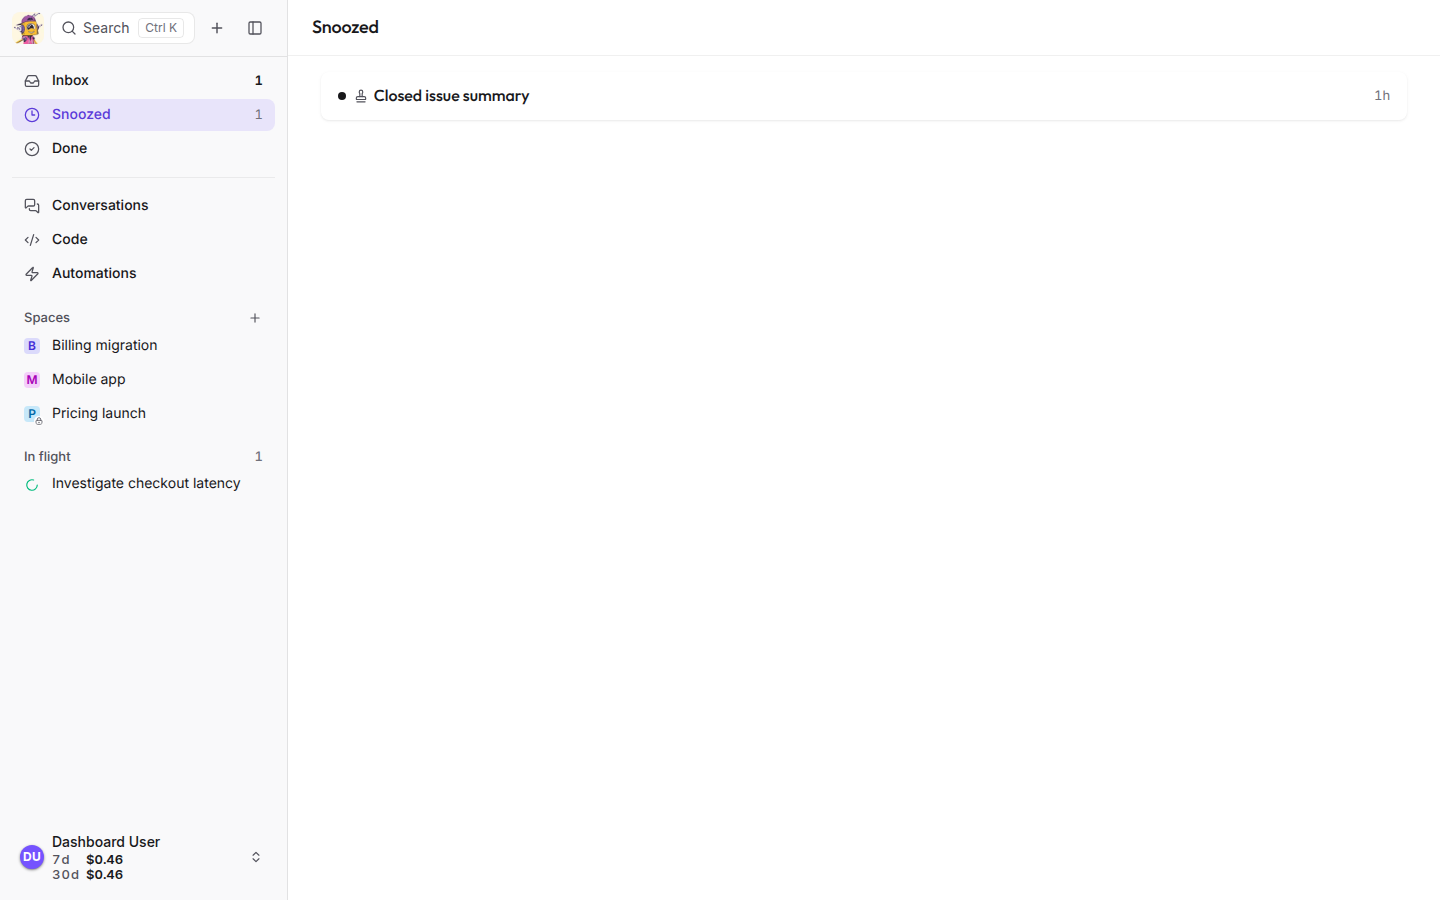 Search Ctrl K
Inbox 1
Snoozed 1
Done
Conversations
Code
Automations
Spaces
B Billing migration
M Mobile app
P Pricing launch
In flight 1
Investigate checkout latency
DU Dashboard User
7d $0.46
30d $0.46
Snoozed
Closed issue summary 1h